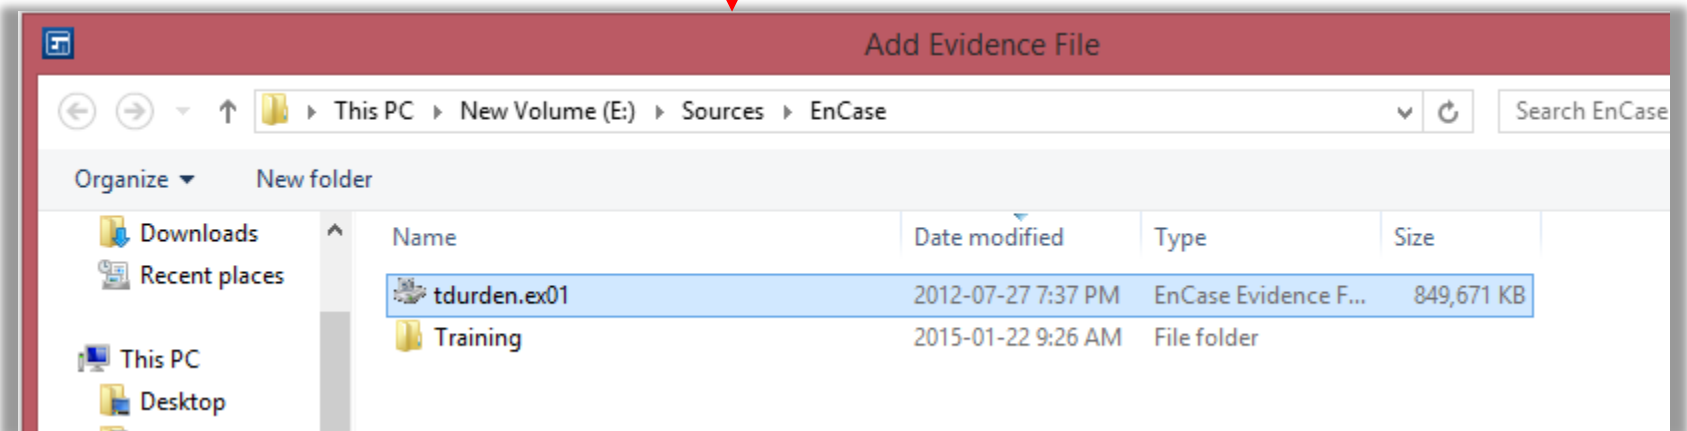 Add Evidence File
This PC New Volume (E:) Sources EnCase
Search EnCase
Organize New folder
Downloads
Recent places
This PC
Desktop
Name Date modified Type Size
tdurden.ex01 2012-07-27 7:37 PM EnCase Evidence F... 849,671 KB
Training 2015-01-22 9:26 AM File folder